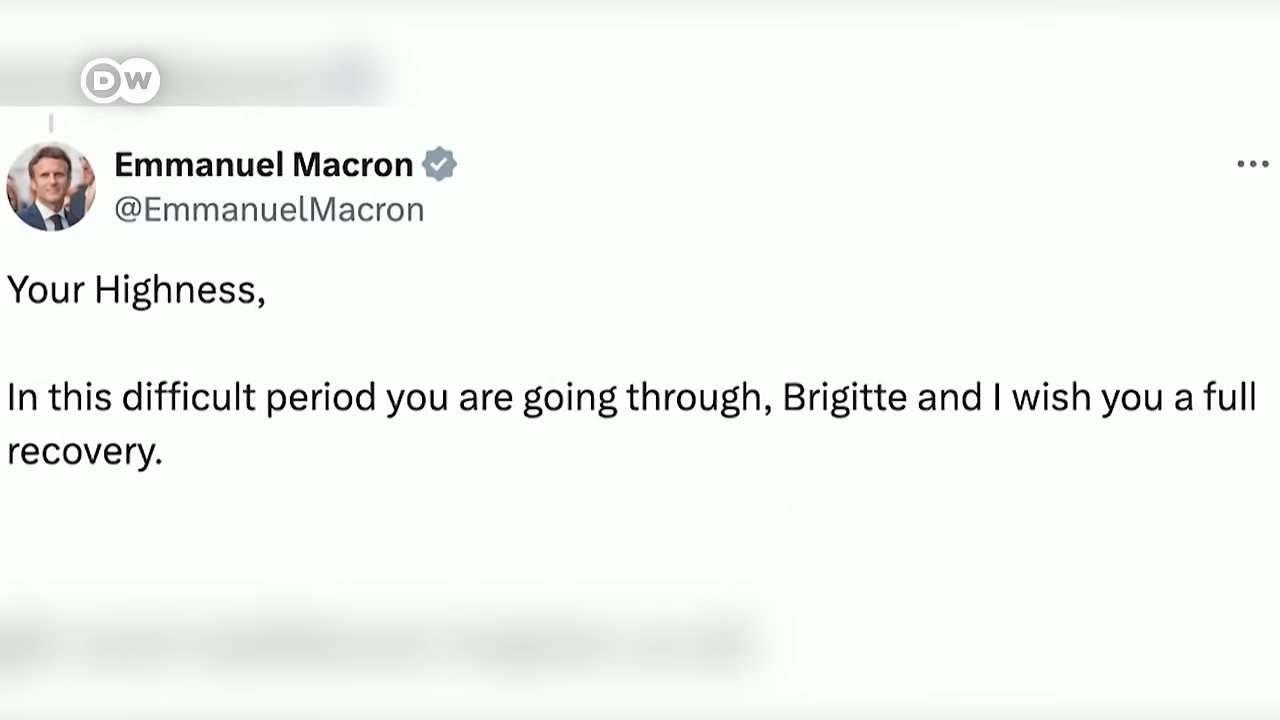 DW
Emmanuel Macron
@EmmanuelMacron
Your Highness,
In this difficult period you are going through, Brigitte and I wish you a full
recovery.